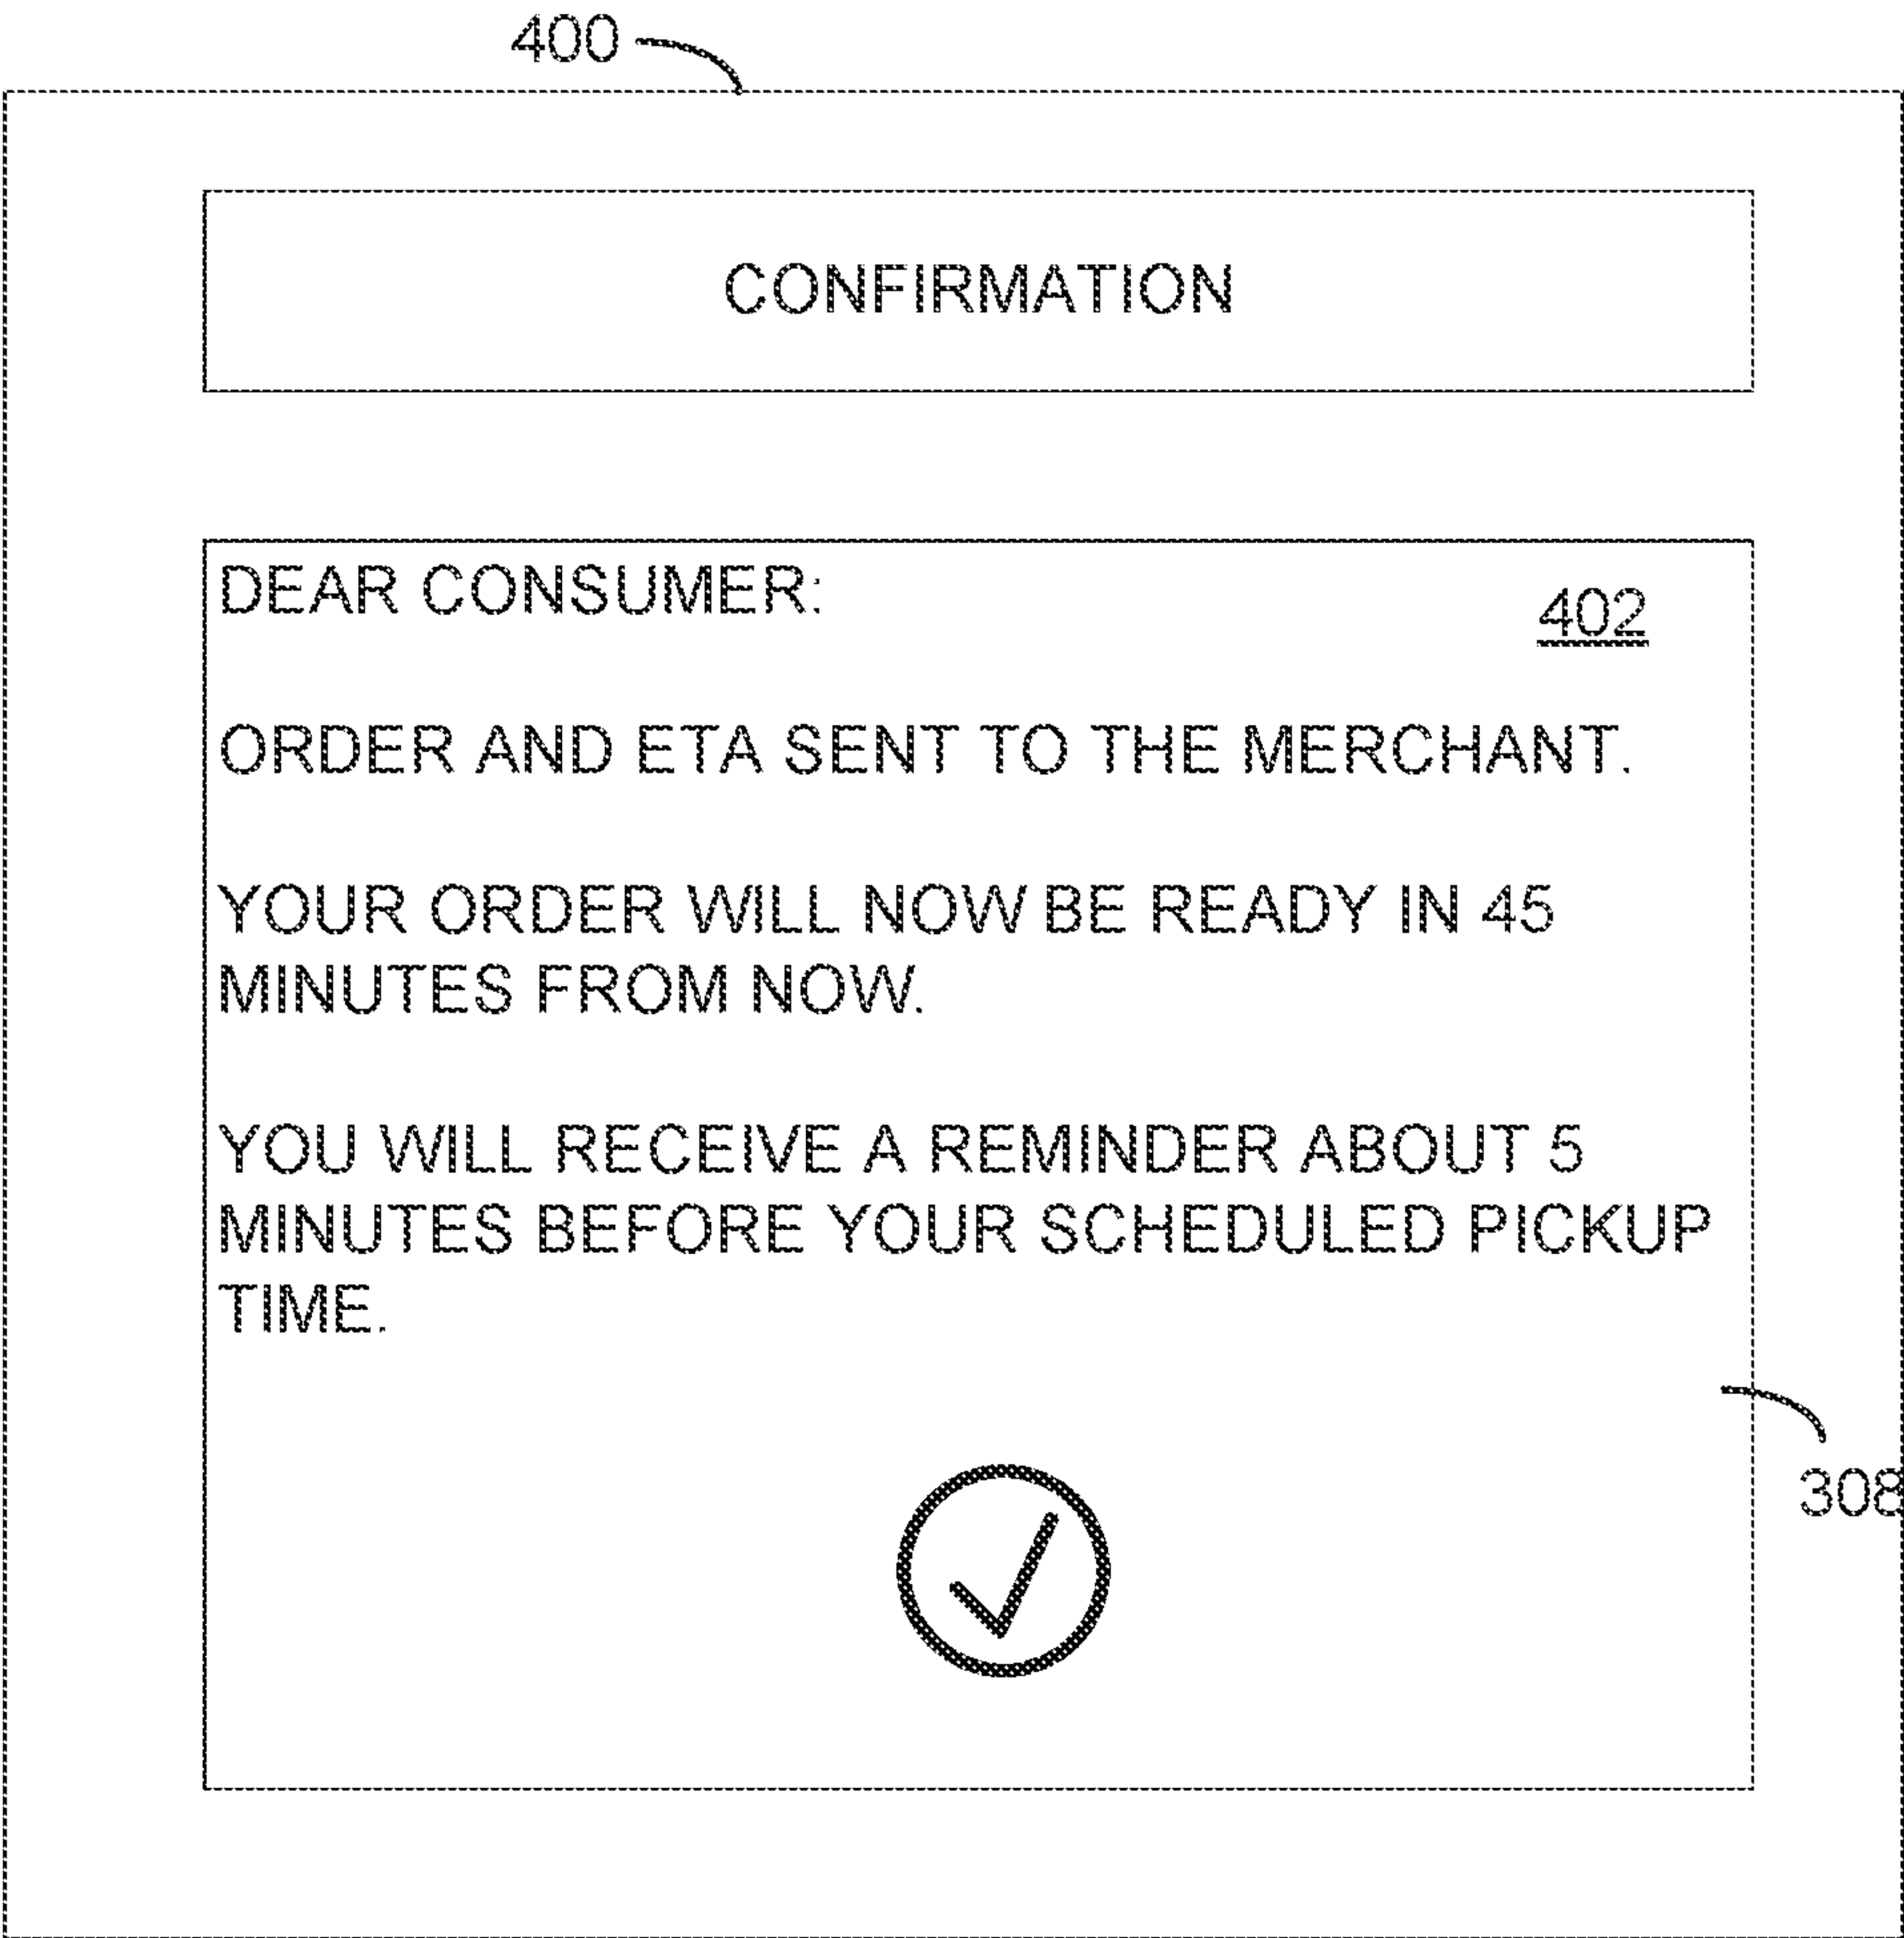 400
CONFIRMATION
DEAR CONSUMER:
402
ORDER AND ETA SENT TO THE MERCHANT.
YOUR ORDER WILL NOW BE READY IN 45
MINUTES FROM NOW.
YOU WILL RECEIVE A REMINDER ABOUT 5
MINUTES BEFORE YOUR SCHEDULED PICKUP
TIME.
308